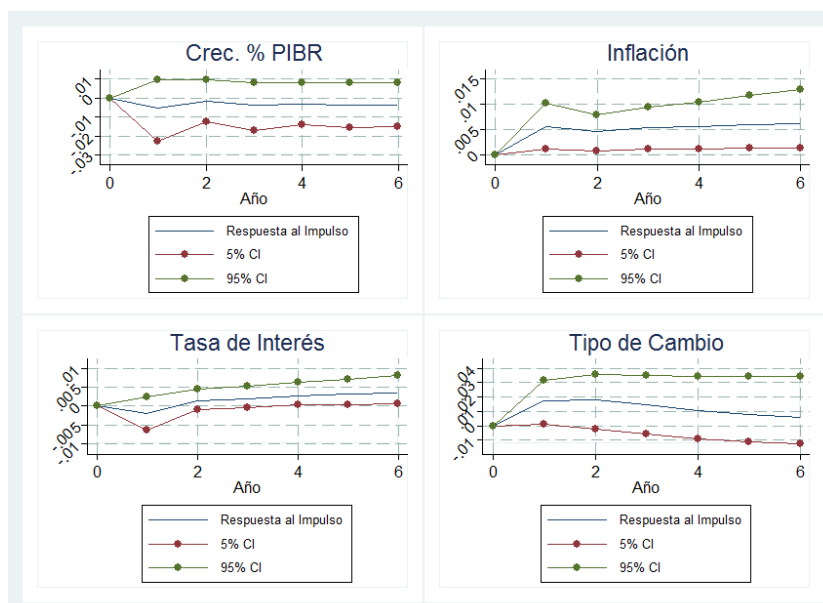 Crec. % PIBR
.01
0
-.01
-.02
-.03
0 2 4 6
Año
Respuesta al Impulso
5% CI
95% CI
Inflación
.015
.01
.005
0
0 2 4 6
Año
Respuesta al Impulso
5% CI
95% CI
Tasa de Interés
.01
.005
0
-.005
-.01
0 2 4 6
Año
Respuesta al Impulso
5% CI
95% CI
Tipo de Cambio
.04
.03
.02
.01
0
-.01
0 2 4 6
Año
Respuesta al Impulso
5% CI
95% CI